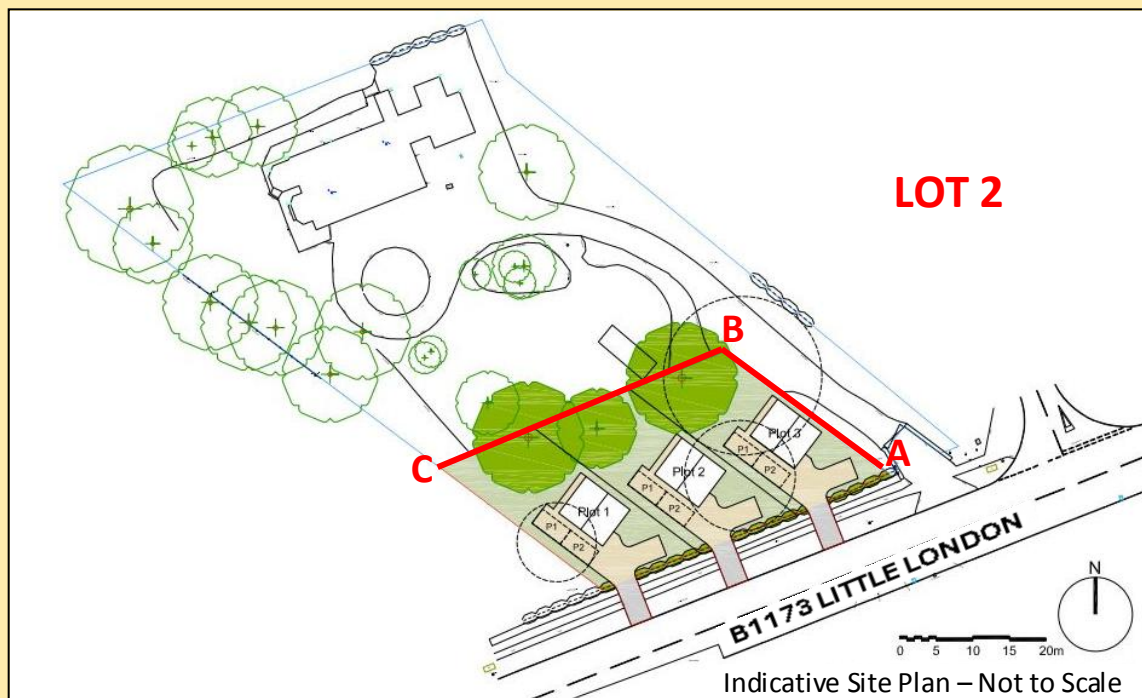 LOT 2
B
A
C
Plot 3
P1
P2
Plot 2
P1
P2
Plot 1
P1
P2
B1173 LITTLE LONDON
N
0 5 10 15 20m
Indicative Site Plan – Not to Scale